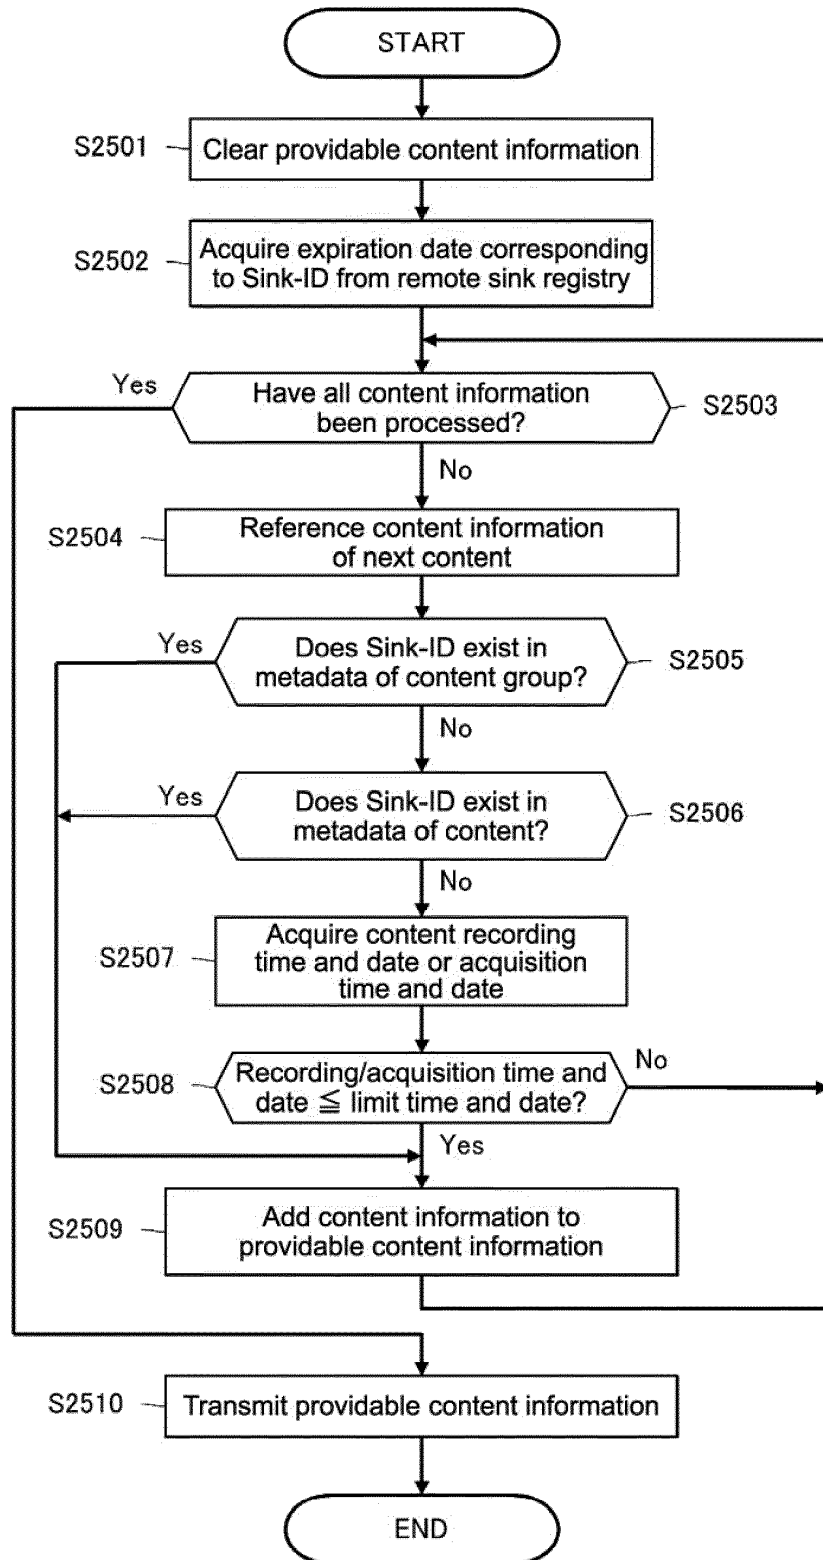 START
S2501
Clear providable content information
S2502
Acquire expiration date corresponding
to Sink-ID from remote sink registry
Yes
Have all content information
been processed?
S2503
No
S2504
Reference content information
of next content
Yes
Does Sink-ID exist in
metadata of content group?
S2505
No
Yes
Does Sink-ID exist in
metadata of content?
S2506
No
S2507
Acquire content recording
time and date or acquisition
time and date
S2508
Recording/acquisition time and
date ≦ limit time and date?
No
Yes
S2509
Add content information to
providable content information
S2510
Transmit providable content information
END